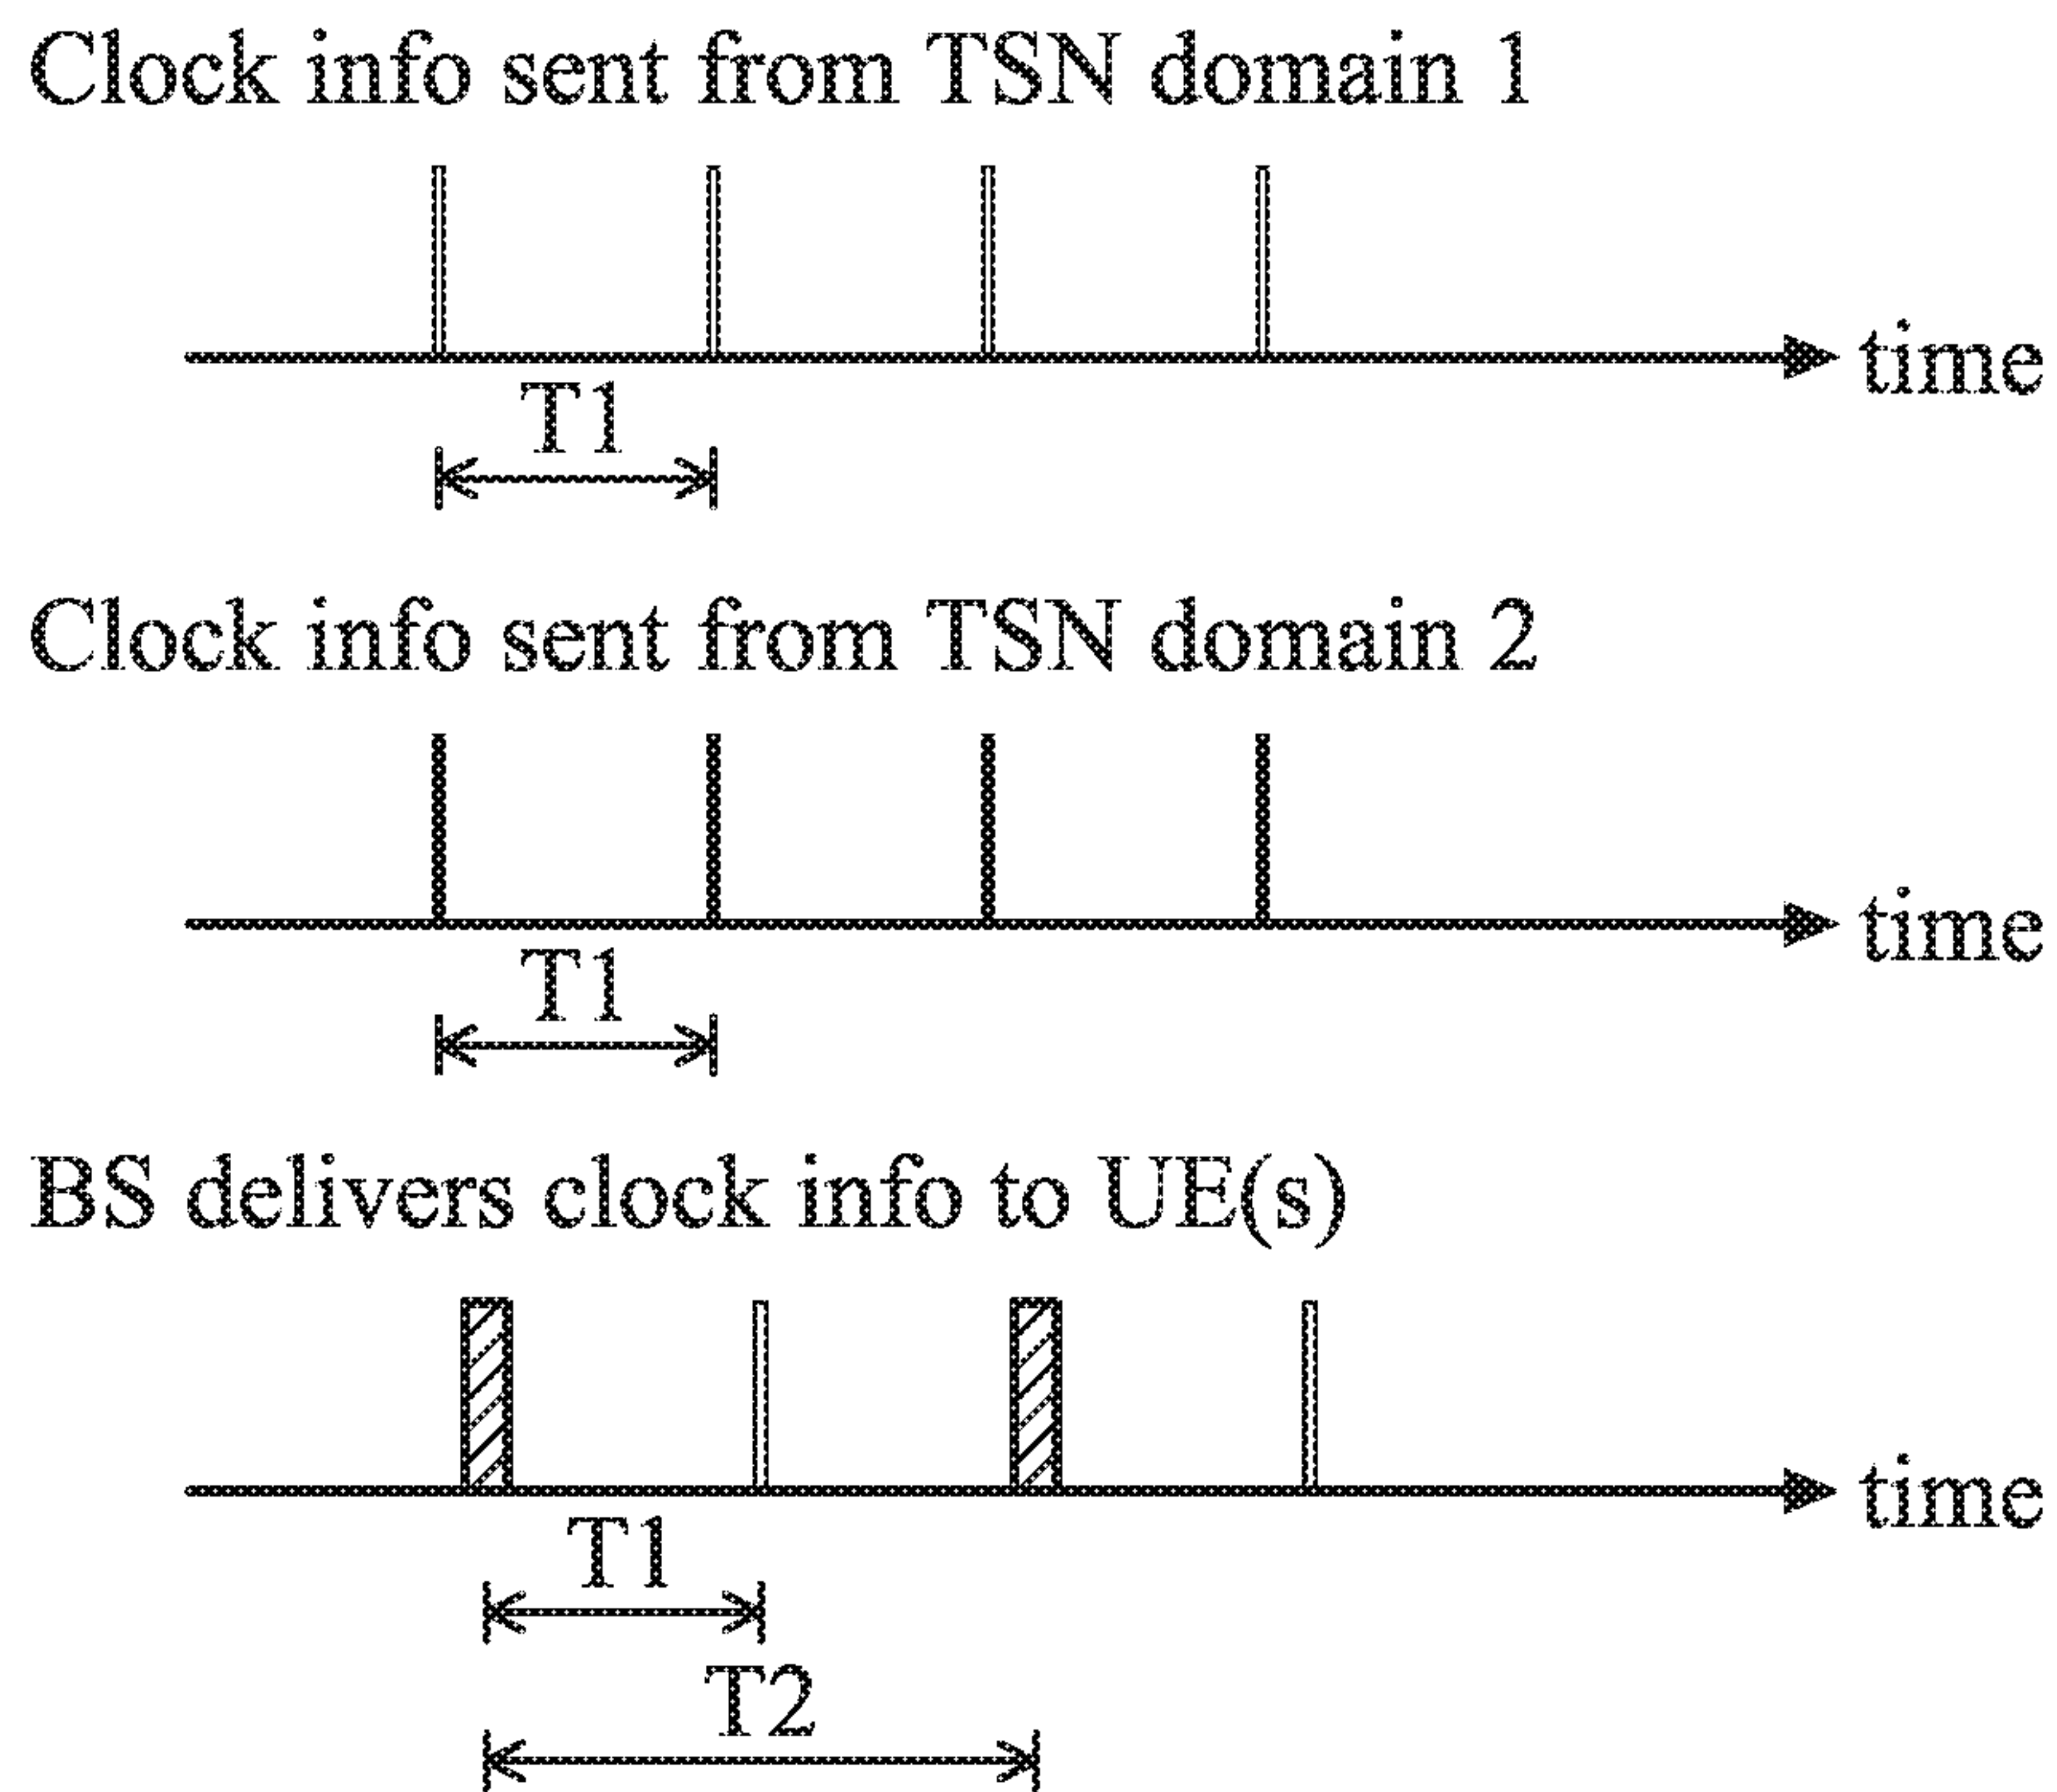 Clock info sent from TSN domain 1
time
T1
Clock info sent from TSN domain 2
time
T1
BS delivers clock info to UE(s)
time
T1
T2